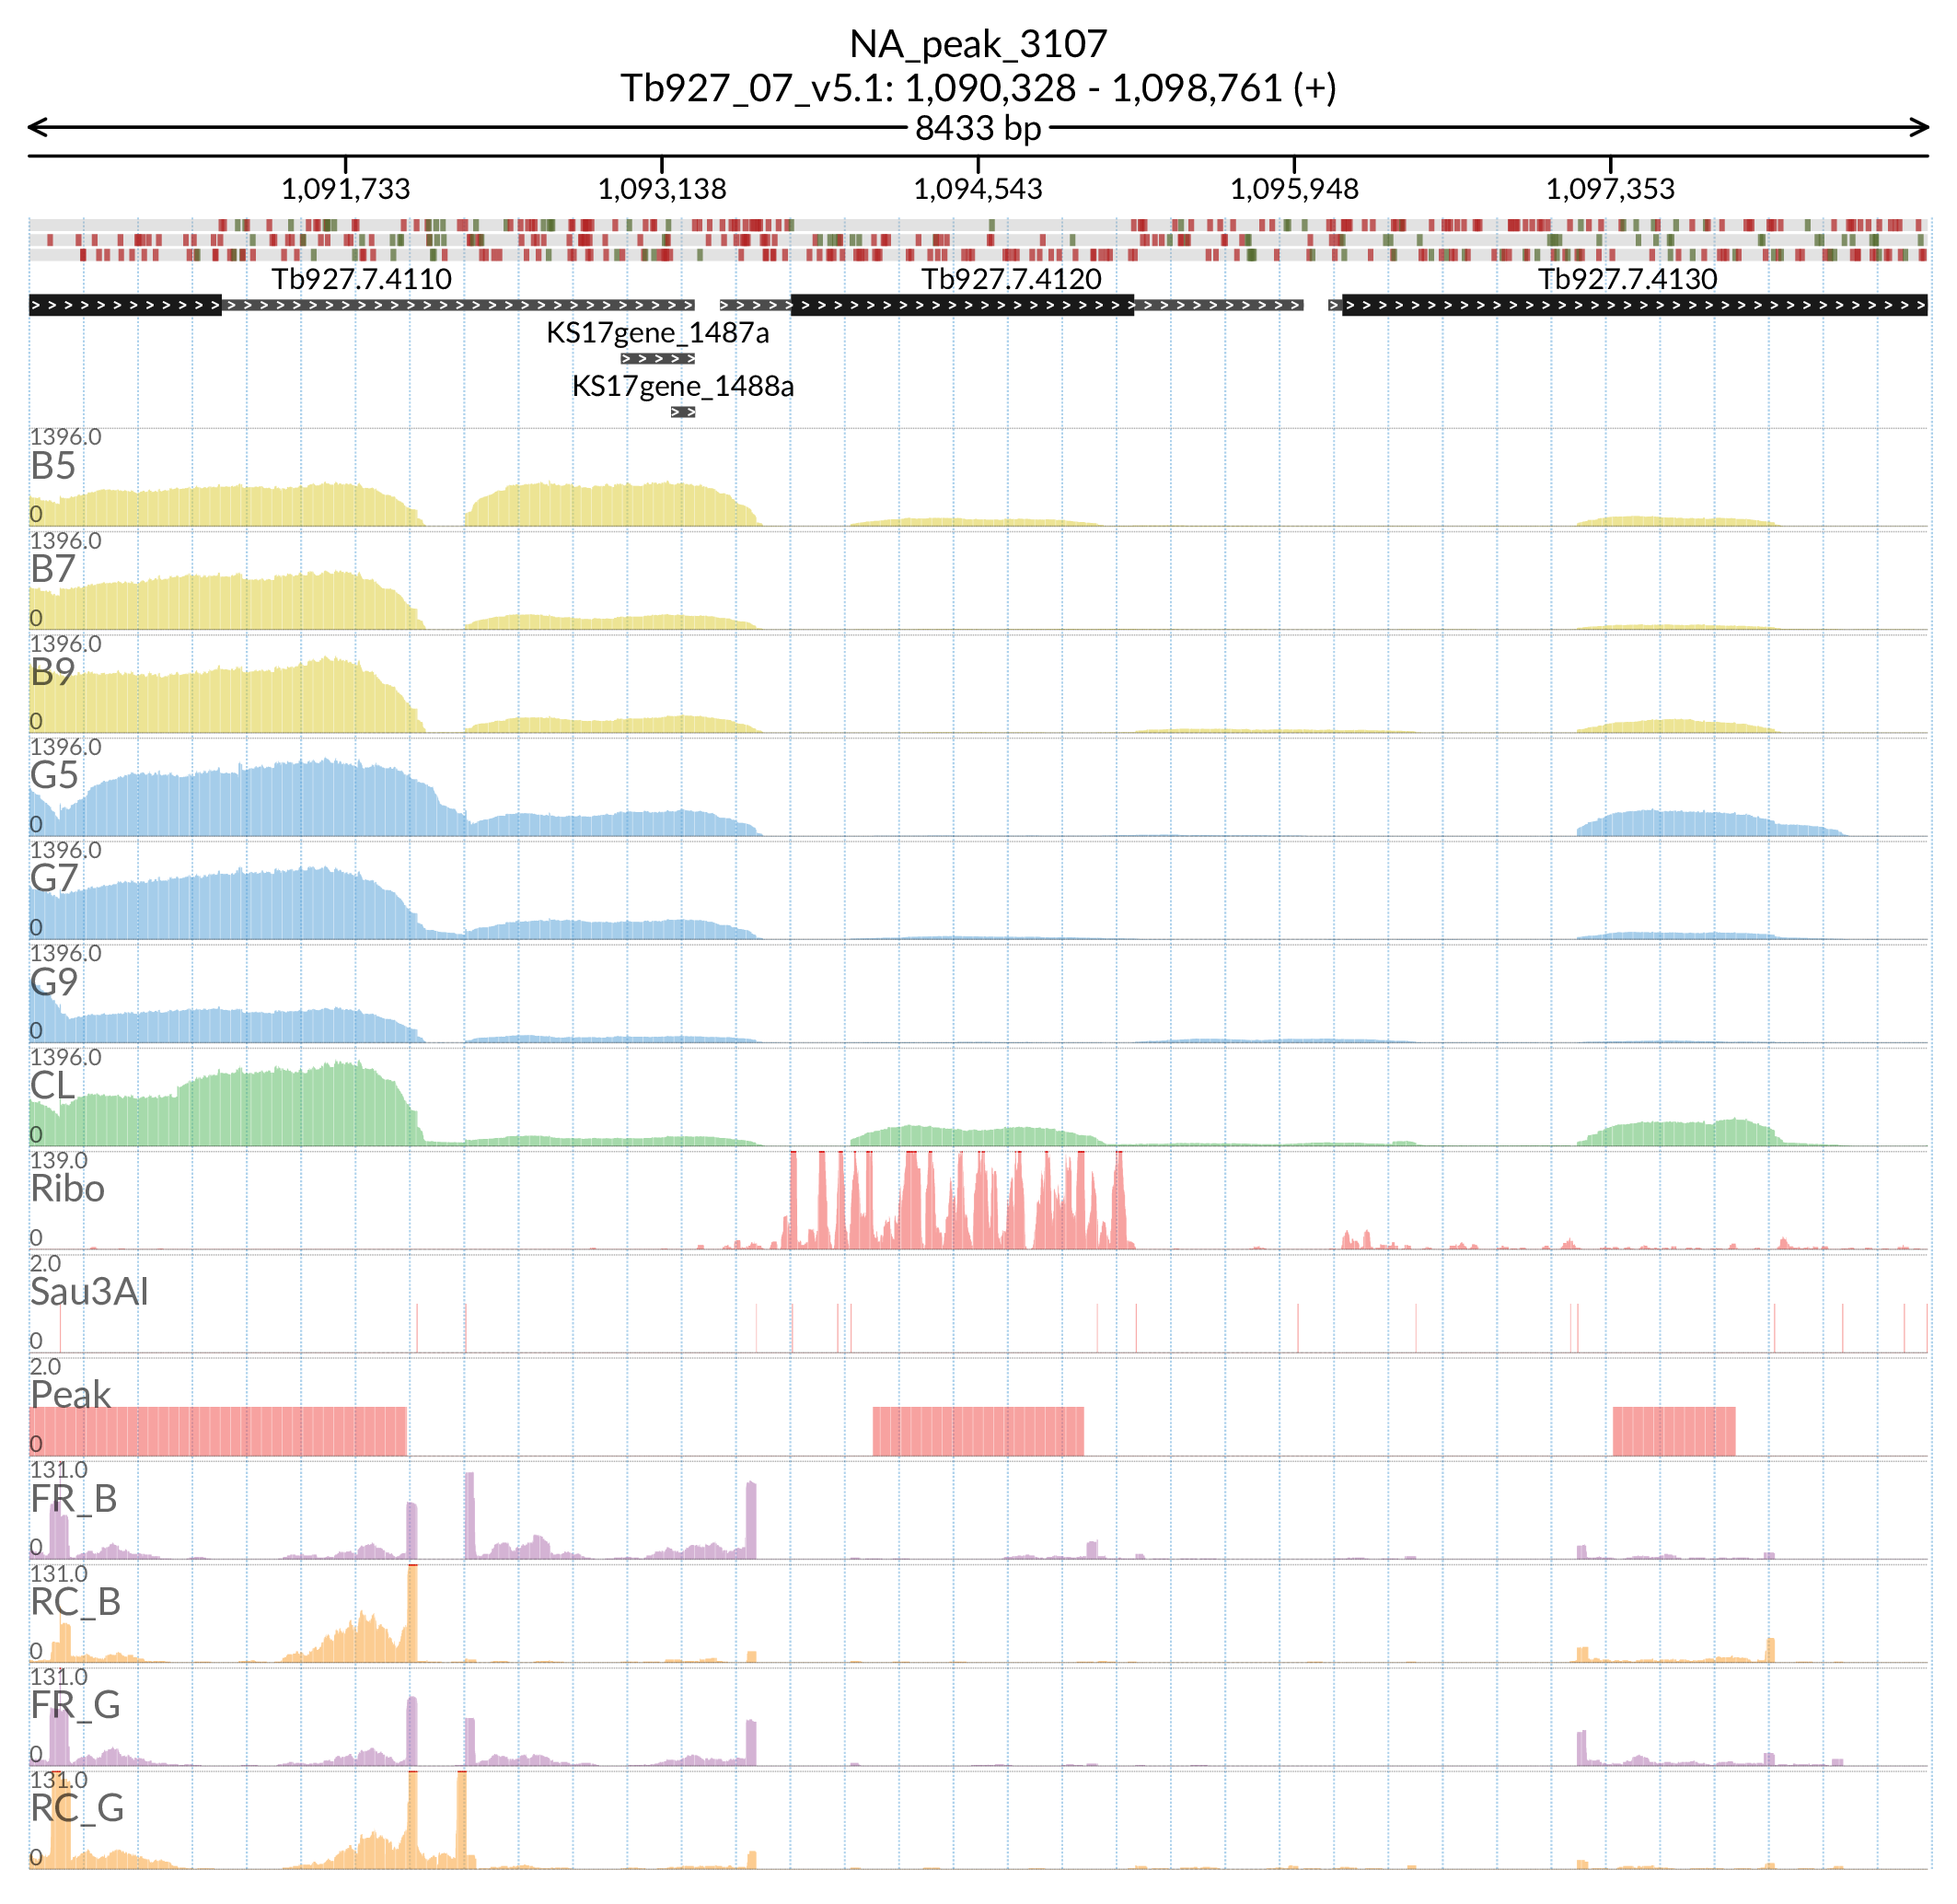 NA_peak_3107
Tb927_07_v5.1: 1,090,328 - 1,098,761 (+)
8433 bp
1,091,733 1,093,138 1,094,543 1,095,948 1,097,353
Tb927.7.4110 Tb927.7.4120 Tb927.7.4130
KS17gene_1487a
KS17gene_1488a
1396.0
B5
0
1396.0
B7
0
1396.0
B9
0
1396.0
G5
0
1396.0
G7
0
1396.0
G9
0
1396.0
CL
0
139.0
Ribo
0
2.0
Sau3AI
0
2.0
Peak
0
131.0
FR_B
0
131.0
RC_B
0
131.0
FR_G
0
131.0
RC_G
0